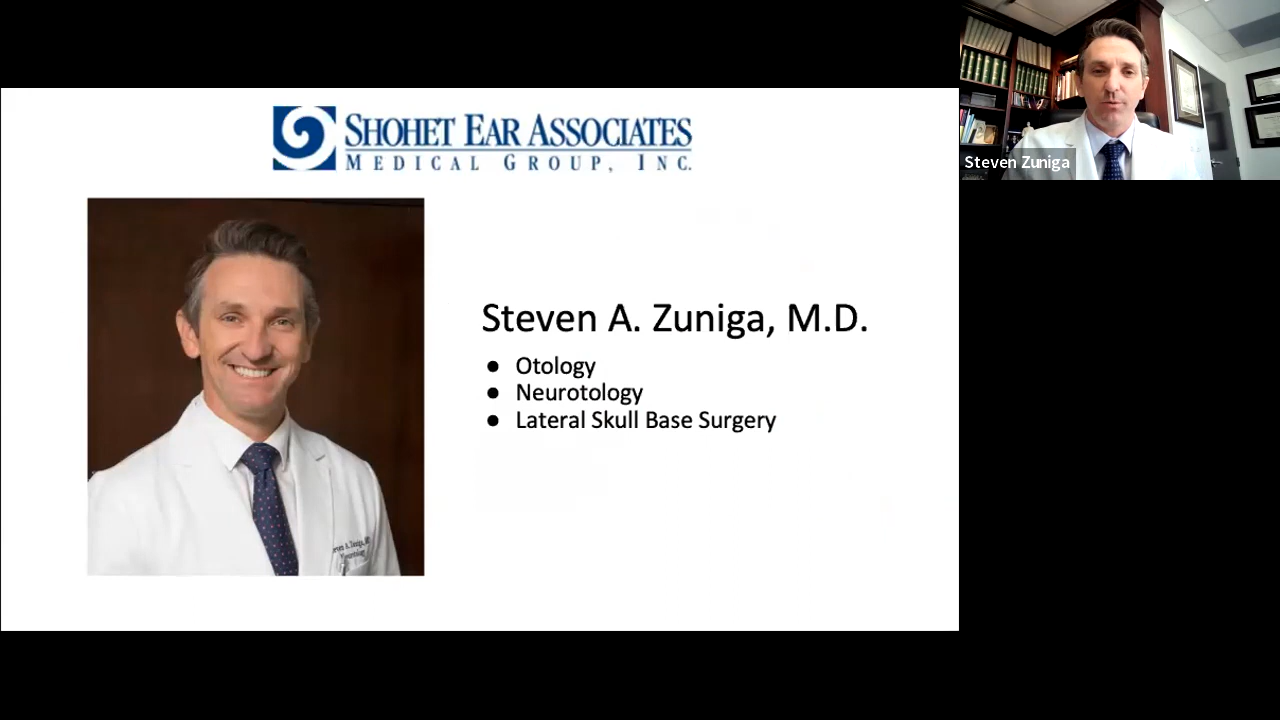 SHOHET EAR ASSOCIATES
MEDICAL GROUP, INC.
Steven Zuniga
Steven A. Zuniga, M.D.
● Otology
● Neurotology
● Lateral Skull Base Surgery